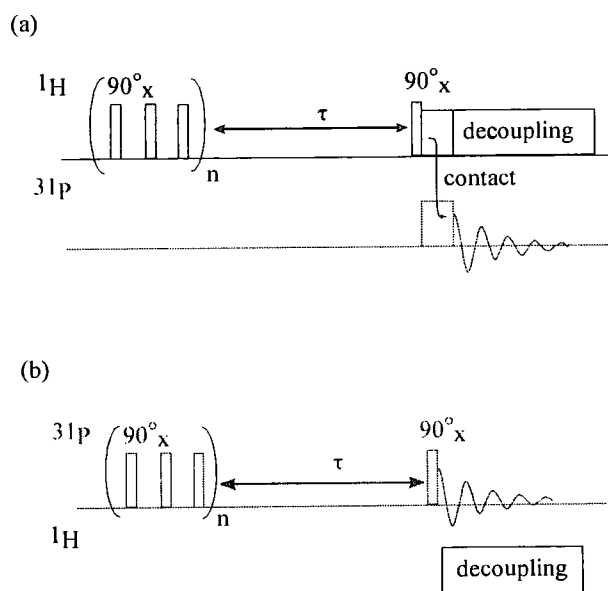 (a)
1H
90°x
90°x
τ
decoupling
n
31P
contact
(b)
31P
90°x
90°x
τ
n
1H
decoupling